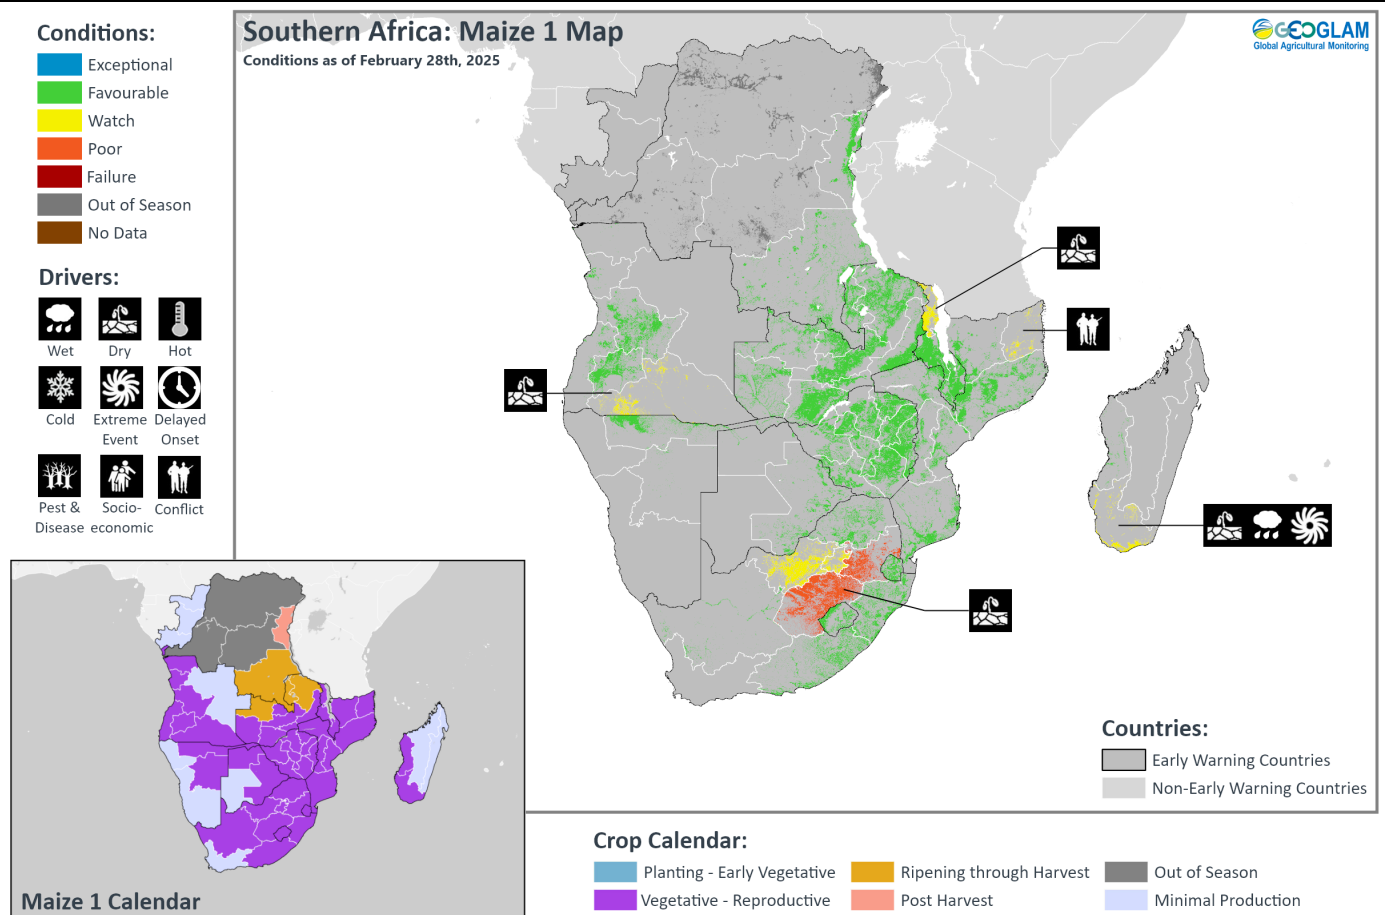 Conditions:
Exceptional
Favourable
Watch
Poor
Failure
Out of Season
No Data
Drivers:
Wet
Dry
Hot
Cold
Extreme
Event
Delayed
Onset
Pest &
Disease
Socio-
economic
Conflict
Southern Africa: Maize 1 Map
Conditions as of February 28th, 2025
GEOGLAM
Global Agricultural Monitoring
Countries:
Early Warning Countries
Non-Early Warning Countries
Maize 1 Calendar
Crop Calendar:
Planting - Early Vegetative
Ripening through Harvest
Out of Season
Vegetative - Reproductive
Post Harvest
Minimal Production